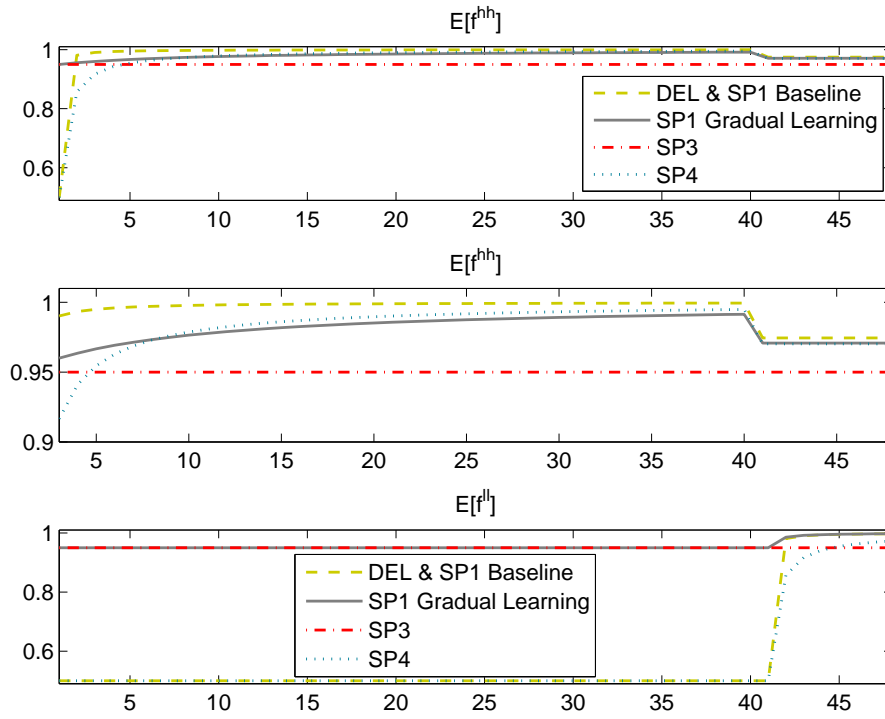 E[f^hh]
1
0.8
0.6
DEL & SP1 Baseline
SP1 Gradual Learning
SP3
SP4
5 10 15 20 25 30 35 40 45
E[f^hh]
1
0.95
0.9
5 10 15 20 25 30 35 40 45
E[f^ll]
1
0.8
0.6
DEL & SP1 Baseline
SP1 Gradual Learning
SP3
SP4
5 10 15 20 25 30 35 40 45